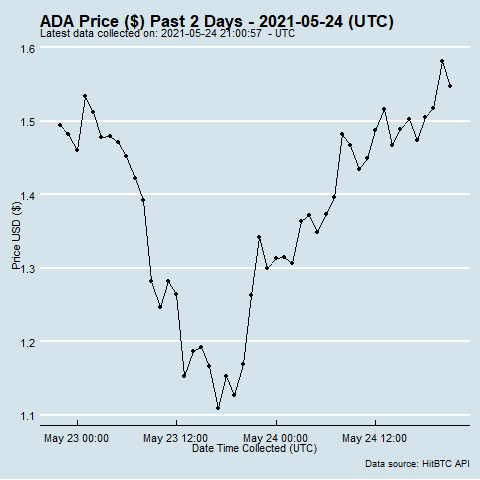 ADA Price ($) Past 2 Days - 2021-05-24 (UTC)
Latest data collected on: 2021-05-24 21:00:57 - UTC
1.6
1.5
1.4
1.3
1.2
1.1
Price USD ($)
May 23 00:00
May 23 12:00
May 24 00:00
May 24 12:00
Date Time Collected (UTC)
Data source: HitBTC API